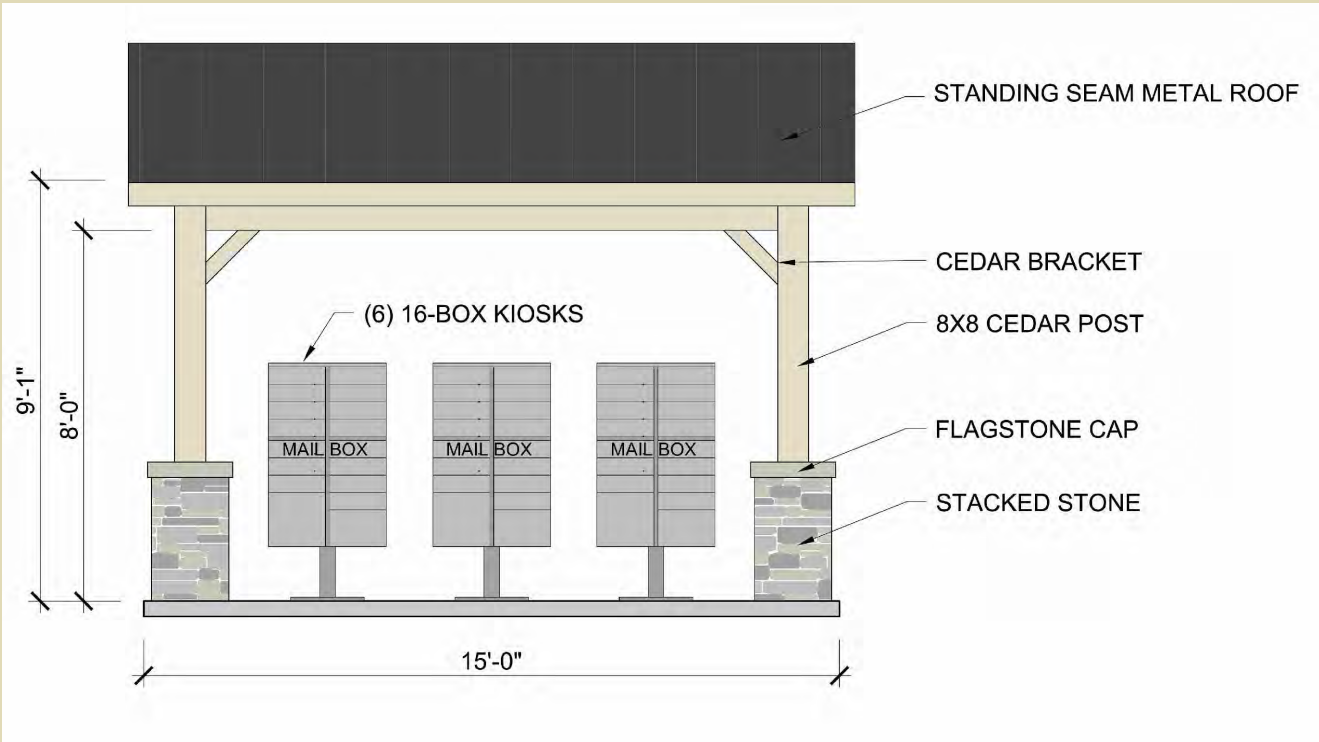 STANDING SEAM METAL ROOF
CEDAR BRACKET
(6) 16-BOX KIOSKS
8X8 CEDAR POST
9'-1"
8'-0"
FLAGSTONE CAP
MAIL BOX
MAIL BOX
MAIL BOX
STACKED STONE
15'-0"